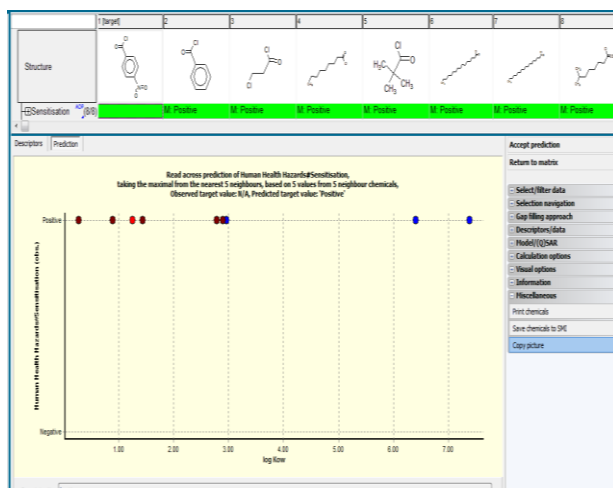 1 [target] 2 3 4 5 6 7 8
Structure
Sensitisation AOP (8/8) M: Positive M: Positive M: Positive M: Positive M: Positive M: Positive M: Positive
Descriptors Prediction
Read across prediction of Human Health Hazards#Sensitisation,
taking the maximal from the nearest 5 neighbours, based on 5 values from 5 neighbour chemicals,
Observed target value: N/A, Predicted target value: 'Positive'
Positive
Human Health Hazards#Sensitisation (obs.)
Negative
1.00 2.00 3.00 4.00 5.00 6.00 7.00
log Kow
Accept prediction
Return to matrix
Select/filter data
Selection navigation
Gap filling approach
Descriptors/data
Model/(Q)SAR
Calculation options
Visual options
Information
Miscellaneous
Print chemicals
Save chemicals to SMI
Copy picture